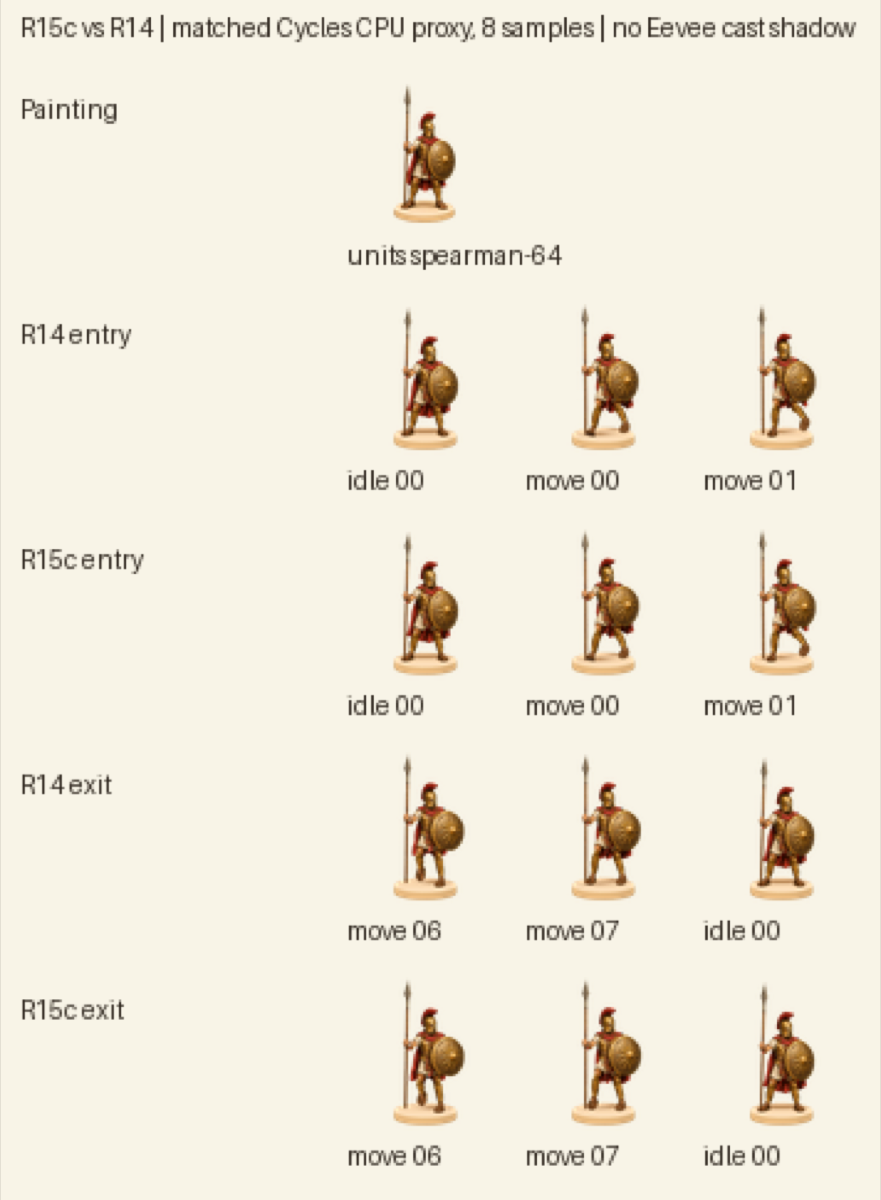 R15c vs R14 | matched Cycles CPU proxy, 8 samples | no Eevee cast shadow
Painting
units spearman-64
R14 entry
idle 00 move 00 move 01
R15c entry
idle 00 move 00 move 01
R14 exit
move 06 move 07 idle 00
R15c exit
move 06 move 07 idle 00